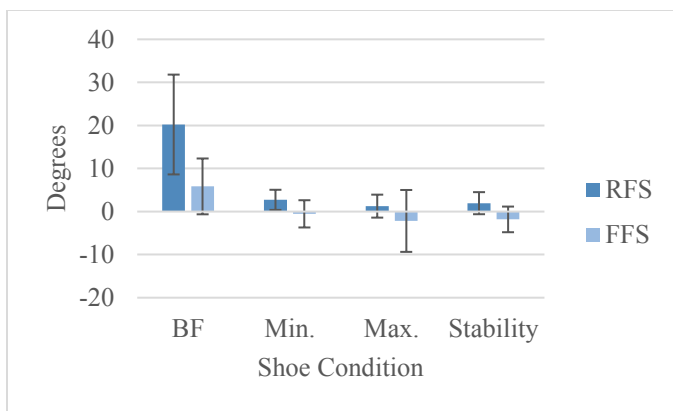 40
30
20
10
0
-10
-20
Degrees
BF Min. Max. Stability
Shoe Condition
RFS
FFS